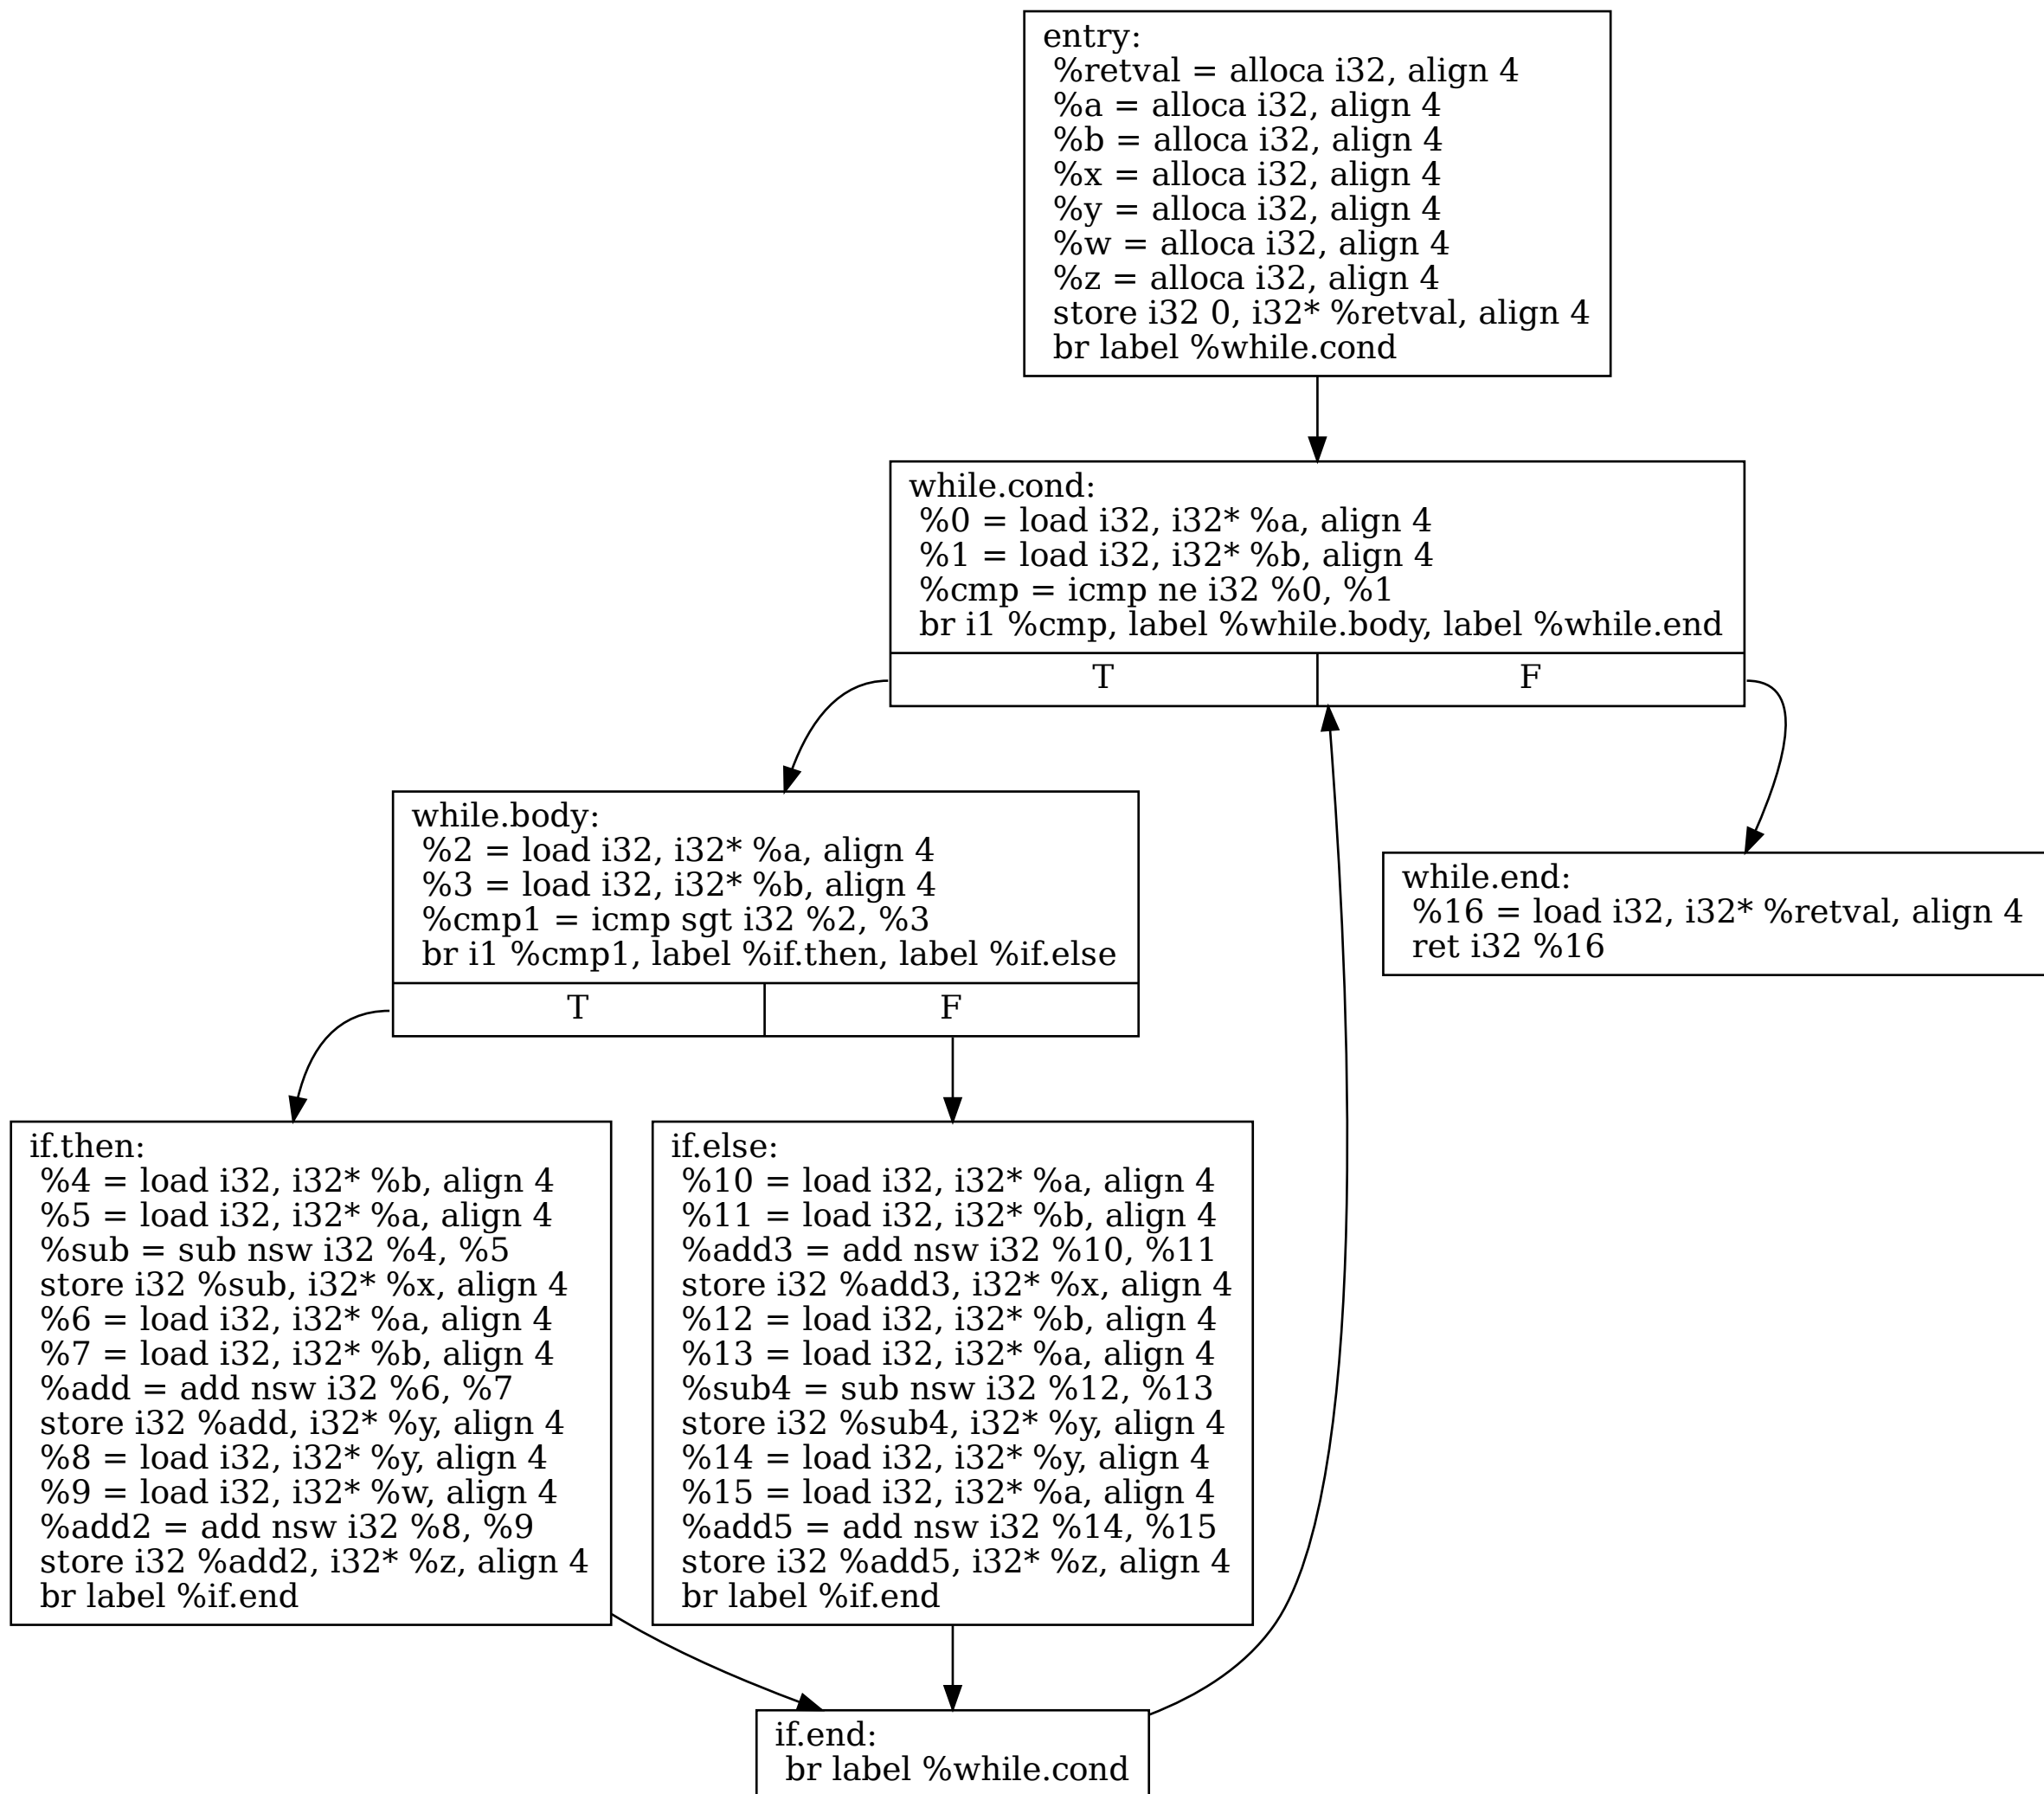 entry:
%retval = alloca i32, align 4
%a = alloca i32, align 4
%b = alloca i32, align 4
%x = alloca i32, align 4
%y = alloca i32, align 4
%w = alloca i32, align 4
%z = alloca i32, align 4
store i32 0, i32* %retval, align 4
br label %while.cond
while.cond:
%0 = load i32, i32* %a, align 4
%1 = load i32, i32* %b, align 4
%cmp = icmp ne i32 %0, %1
br i1 %cmp, label %while.body, label %while.end
T
F
while.body:
%2 = load i32, i32* %a, align 4
%3 = load i32, i32* %b, align 4
%cmp1 = icmp sgt i32 %2, %3
br i1 %cmp1, label %if.then, label %if.else
T
F
while.end:
%16 = load i32, i32* %retval, align 4
ret i32 %16
if.then:
%4 = load i32, i32* %b, align 4
%5 = load i32, i32* %a, align 4
%sub = sub nsw i32 %4, %5
store i32 %sub, i32* %x, align 4
%6 = load i32, i32* %a, align 4
%7 = load i32, i32* %b, align 4
%add = add nsw i32 %6, %7
store i32 %add, i32* %y, align 4
%8 = load i32, i32* %y, align 4
%9 = load i32, i32* %w, align 4
%add2 = add nsw i32 %8, %9
store i32 %add2, i32* %z, align 4
br label %if.end
if.else:
%10 = load i32, i32* %a, align 4
%11 = load i32, i32* %b, align 4
%add3 = add nsw i32 %10, %11
store i32 %add3, i32* %x, align 4
%12 = load i32, i32* %b, align 4
%13 = load i32, i32* %a, align 4
%sub4 = sub nsw i32 %12, %13
store i32 %sub4, i32* %y, align 4
%14 = load i32, i32* %y, align 4
%15 = load i32, i32* %a, align 4
%add5 = add nsw i32 %14, %15
store i32 %add5, i32* %z, align 4
br label %if.end
if.end:
br label %while.cond